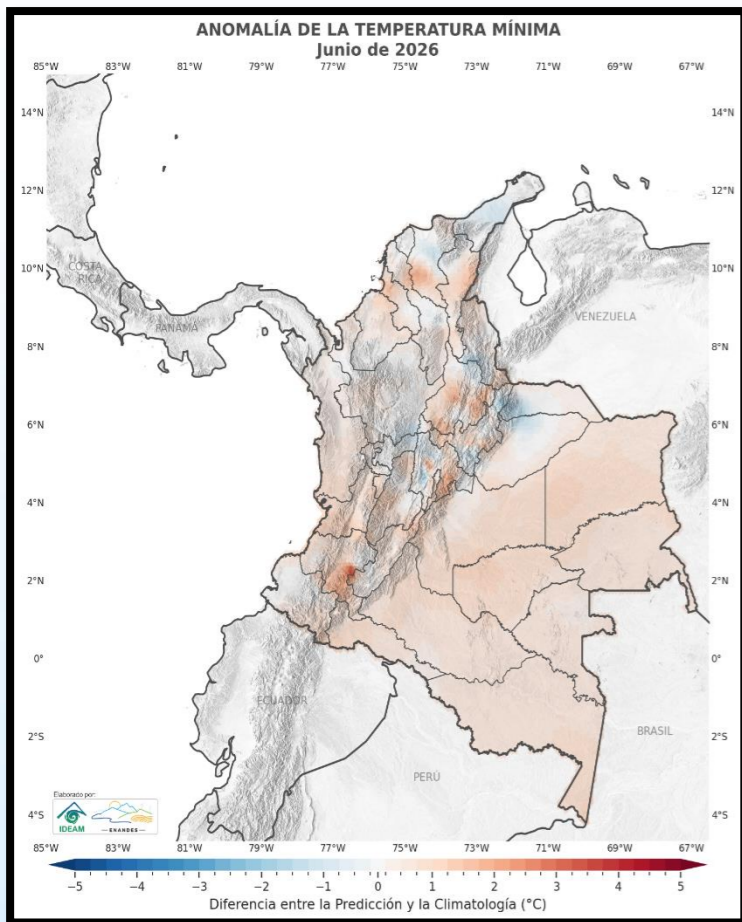 ANOMALÍA DE LA TEMPERATURA MÍNIMA
Junio de 2026
85°W 83°W 81°W 79°W 77°W 75°W 73°W 71°W 69°W 67°W
14°N 14°N
12°N 12°N
10°N 10°N
COSTA
RICA
PANAMÁ
VENEZUELA
8°N 8°N
6°N 6°N
4°N 4°N
2°N 2°N
0° 0°
ECUADOR
BRASIL
2°S 2°S
PERÚ
Elaborado por:
IDEAM
— ENANDES —
4°S 4°S
85°W 83°W 81°W 79°W 77°W 75°W 73°W 71°W 69°W 67°W
−5 −4 −3 −2 −1 0 1 2 3 4 5
Diferencia entre la Predicción y la Climatología (°C)